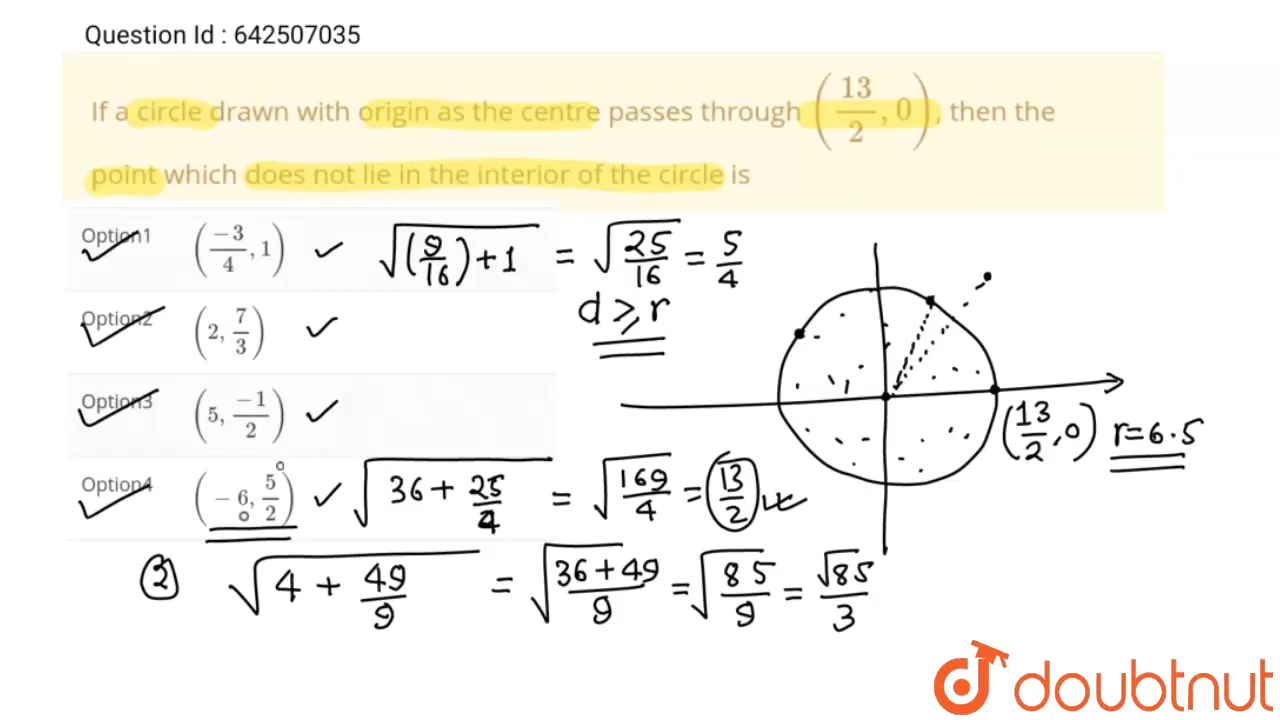 Question Id : 642507035
If a circle drawn with origin as the centre passes through (13/2, 0), then the
point which does not lie in the interior of the circle is
Option1 (-3/4, 1) ✓ √((9/16)+1) = √(25/16) = 5/4
d ≥ r
Option2 (2, 7/3) ✓
Option3 (5, -1/2) ✓
(13/2, 0) r=6.5
Option4 (-6, 5/2) ✓ √(36+25/4) = √(169/4) = 13/2
② √(4 + 49/9) = √((36+49)/9) = √(85/9) = √85/3
doubtnut